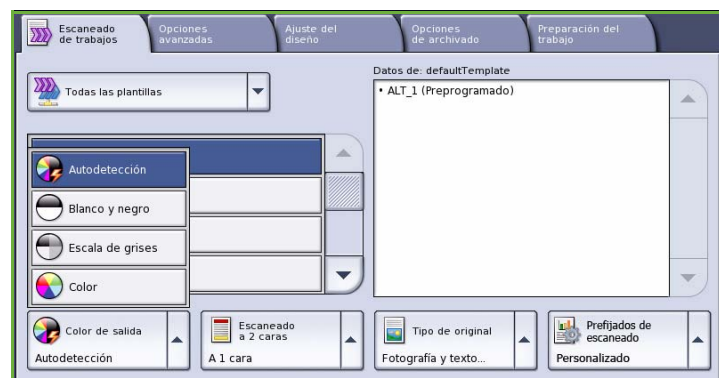 Escaneado
de trabajos
Opciones
avanzadas
Ajuste del
diseño
Opciones
de archivado
Preparación del
trabajo
Todas las plantillas
Datos de: defaultTemplate
• ALT_1 (Preprogramado)
Autodetección
Blanco y negro
Escala de grises
Color
Color de salida
Autodetección
Escaneado
a 2 caras
A 1 cara
Tipo de original
Fotografía y texto...
Prefijados de
escaneado
Personalizado